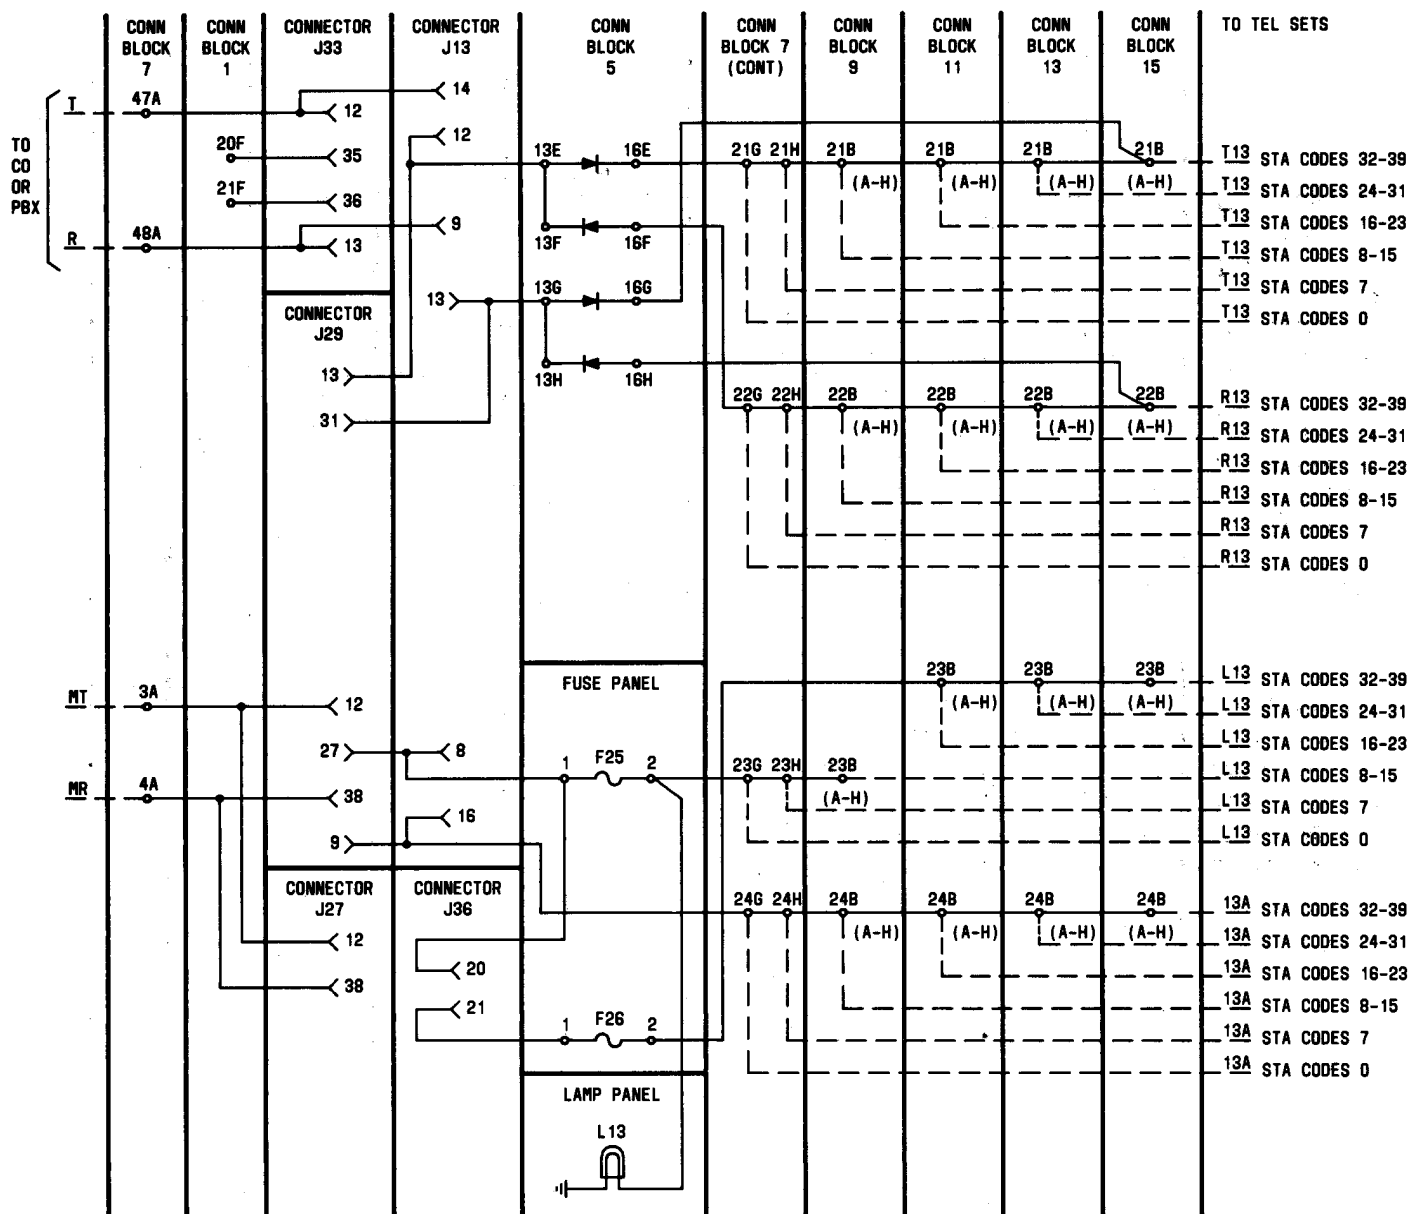 CONN BLOCK 7
CONN BLOCK 1
CONNECTOR J33
CONNECTOR J13
CONN BLOCK 5
CONN BLOCK 7 (CONT)
CONN BLOCK 9
CONN BLOCK 11
CONN BLOCK 13
CONN BLOCK 15
TO TEL SETS
TO CO OR PBX
T 47A 12 14
20F 35 12
21F 36
R 48A 13 9
13E 16E 21G 21H 21B 21B 21B 21B T13 STA CODES 32-39
(A-H) (A-H) (A-H) (A-H) T13 STA CODES 24-31
T13 STA CODES 16-23
13F 16F T13 STA CODES 8-15
T13 STA CODES 7
13 13G 16G T13 STA CODES 0
CONNECTOR J29
13
31
13H 16H
22G 22H 22B 22B 22B 22B R13 STA CODES 32-39
(A-H) (A-H) (A-H) (A-H) R13 STA CODES 24-31
R13 STA CODES 16-23
R13 STA CODES 8-15
R13 STA CODES 7
R13 STA CODES 0
FUSE PANEL
MT 3A 12
27 8
MR 4A 38
9 16
1 F25 2
23B 23B 23B L13 STA CODES 32-39
(A-H) (A-H) (A-H) L13 STA CODES 24-31
L13 STA CODES 16-23
23G 23H 23B L13 STA CODES 8-15
(A-H) L13 STA CODES 7
L13 STA CODES 0
CONNECTOR J27
12
38
CONNECTOR J36
20
21
24G 24H 24B 24B 24B 24B 13A STA CODES 32-39
(A-H) (A-H) (A-H) (A-H) 13A STA CODES 24-31
13A STA CODES 16-23
13A STA CODES 8-15
1 F26 2 13A STA CODES 7
13A STA CODES 0
LAMP PANEL
L13